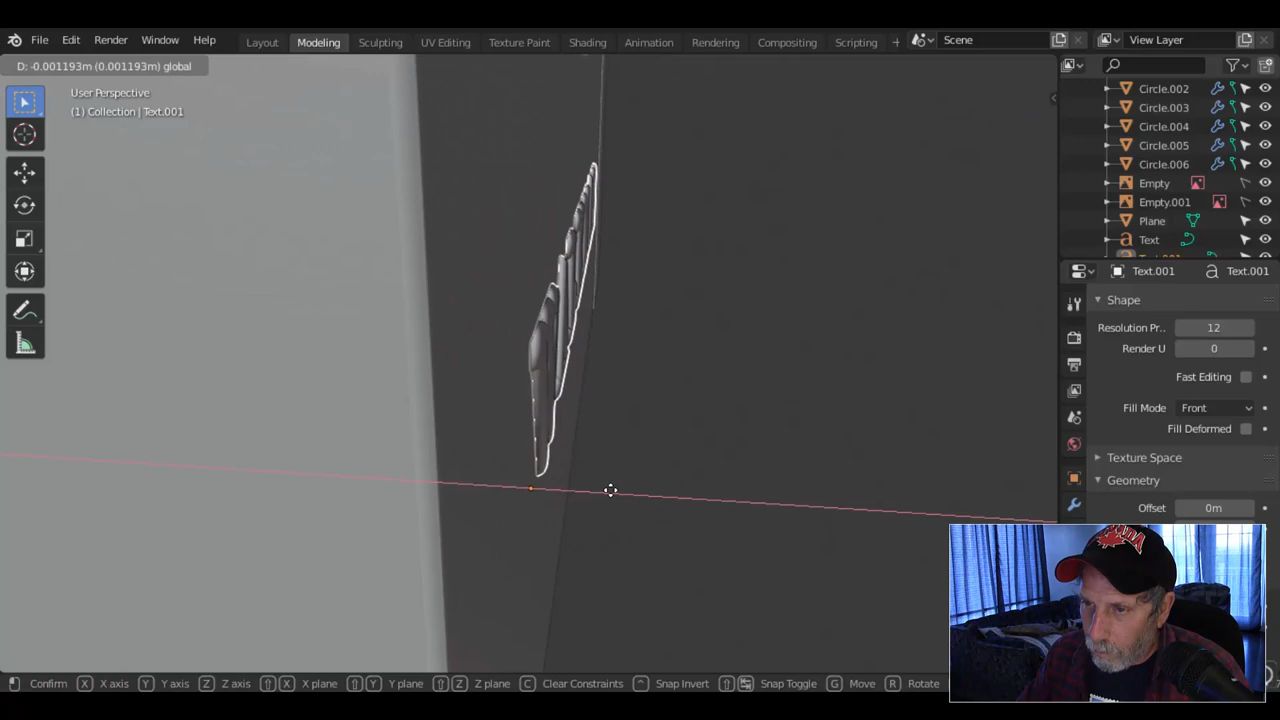 File Edit Render Window Help Layout Modeling Sculpting UV Editing Texture Paint Shading Animation Rendering Compositing Scripting + Scene View Layer
D: -0.001193m (0.001193m) global
User Perspective
(1) Collection | Text.001
Circle.002
Circle.003
Circle.004
Circle.005
Circle.006
Empty
Empty.001
Plane
Text
Text.001 Text.001
Shape
Resolution Pr.. 12
Render U 0
Fast Editing
Fill Mode Front
Fill Deformed
Texture Space
Geometry
Offset 0m
Confirm X X axis Y Y axis Z Z axis X X plane Y Y plane Z Z plane C Clear Constraints ^ Snap Invert Snap Toggle G Move R Rotate